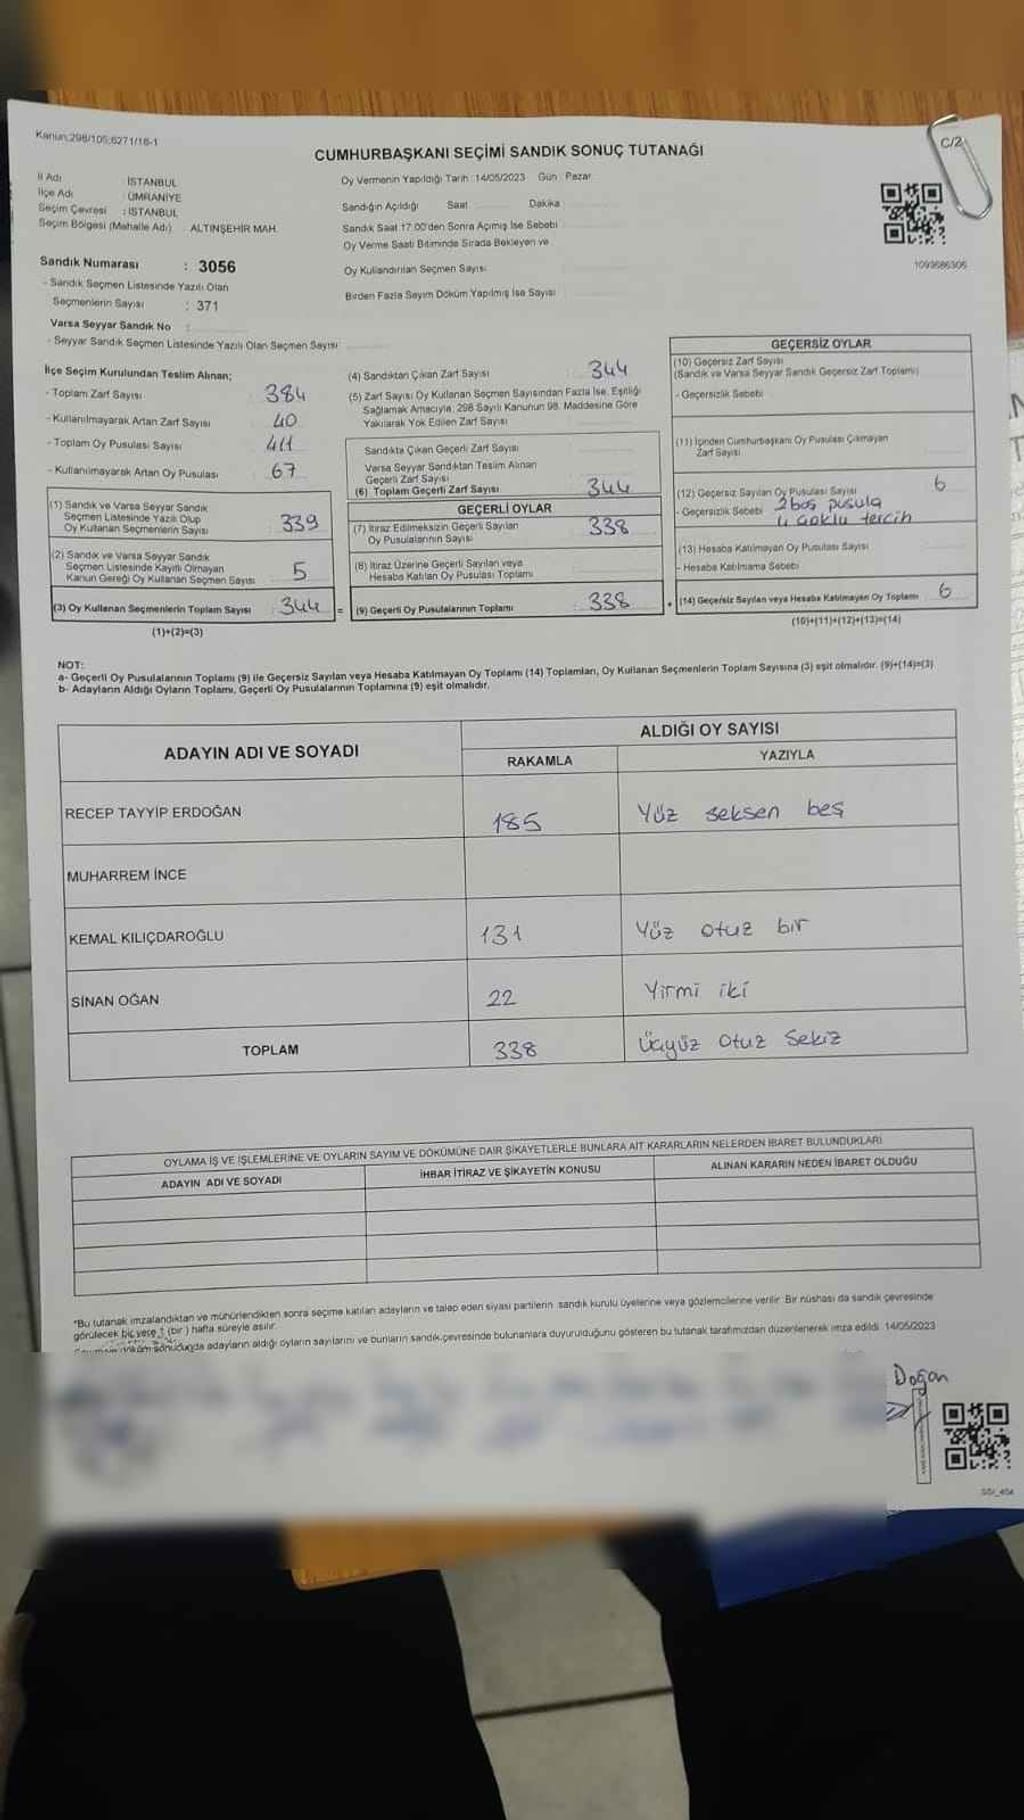 Kanun:298/105;6271/16-1
C/2
CUMHURBAŞKANI SEÇİMİ SANDIK SONUÇ TUTANAĞI
İl Adı İSTANBUL
İlçe Adı ÜMRANİYE
Seçim Çevresi : İSTANBUL
Seçim Bölgesi (Mahalle Adı) ALTINŞEHİR MAH.
Sandık Numarası : 3056
- Sandık Seçmen Listesinde Yazılı Olan
Seçmenlerin Sayısı : 371
Varsa Seyyar Sandık No :
- Seyyar Sandık Seçmen Listesinde Yazılı Olan Seçmen Sayısı
Oy Vermenin Yapıldığı Tarih : 14/05/2023 Gün : Pazar
Sandığın Açıldığı Saat Dakika
Sandık Saat 17:00'den Sonra Açımış İse Sebebi
Oy Verme Saati Bitiminde Sırada Bekleyen ve
Oy Kullandırılan Seçmen Sayısı
Birden Fazla Sayım Döküm Yapılmış İse Sayısı
1093686306
İlçe Seçim Kurulundan Teslim Alınan;
- Toplam Zarf Sayısı 384
- Kullanılmayarak Artan Zarf Sayısı 40
- Toplam Oy Pusulası Sayısı 411
- Kullanılmayarak Artan Oy Pusulası 67
(1) Sandık ve Varsa Seyyar Sandık
Seçmen Listesinde Yazılı Olup
Oy Kullanan Seçmenlerin Sayısı 339
(2) Sandık ve Varsa Seyyar Sandık
Seçmen Listesinde Kayıtlı Olmayan
Kanun Gereği Oy Kullanan Seçmen Sayısı 5
(3) Oy Kullanan Seçmenlerin Toplam Sayısı 344 =
(1)+(2)=(3)
(4) Sandıktan Çıkan Zarf Sayısı 344
(5) Zarf Sayısı Oy Kullanan Seçmen Sayısından Fazla İse, Eşitliği
Sağlamak Amacıyla; 298 Sayılı Kanunun 98. Maddesine Göre
Yakılarak Yok Edilen Zarf Sayısı
Sandıkta Çıkan Geçerli Zarf Sayısı
Varsa Seyyar Sandıktan Teslim Alınan
Geçerli Zarf Sayısı
(6) Toplam Geçerli Zarf Sayısı 344
GEÇERLİ OYLAR
(7) İtiraz Edilmeksizin Geçerli Sayılan
Oy Pusulalarının Sayısı 338
(8) İtiraz Üzerine Geçerli Sayılan veya
Hesaba Katılan Oy Pusulası Toplamı
(9) Geçerli Oy Pusulalarının Toplamı 338 +
GEÇERSİZ OYLAR
(10) Geçersiz Zarf Sayısı
(Sandık ve Varsa Seyyar Sandık Geçersiz Zarf Toplamı)
- Geçersizlik Sebebi
(11) İçinden Cumhurbaşkanı Oy Pusulası Çıkmayan
Zarf Sayısı
(12) Geçersiz Sayılan Oy Pusulası Sayısı 6
- Geçersizlik Sebebi 2 boş pusula
4 çoklu tercih
(13) Hesaba Katılmayan Oy Pusulası Sayısı
- Hesaba Katılmama Sebebi
(14) Geçersiz Sayılan veya Hesaba Katılmayan Oy Toplamı 6
(10)+(11)+(12)+(13)=(14)
NOT:
a- Geçerli Oy Pusulalarının Toplamı (9) ile Geçersiz Sayılan veya Hesaba Katılmayan Oy Toplamı (14) Toplamları, Oy Kullanan Seçmenlerin Toplam Sayısına (3) eşit olmalıdır. (9)+(14)=(3)
b- Adayların Aldığı Oyların Toplamı, Geçerli Oy Pusulalarının Toplamına (9) eşit olmalıdır.
ADAYIN ADI VE SOYADI
ALDIĞI OY SAYISI
RAKAMLA YAZIYLA
RECEP TAYYİP ERDOĞAN 185 Yüz seksen beş
MUHARREM İNCE
KEMAL KILIÇDAROĞLU 131 Yüz otuz bir
SİNAN OĞAN 22 Yirmi iki
TOPLAM 338 Üçyüz otuz sekiz
OYLAMA İŞ VE İŞLEMLERİNE VE OYLARIN SAYIM VE DÖKÜMÜNE DAİR ŞİKAYETLERLE BUNLARA AİT KARARLARIN NELERDEN İBARET BULUNDUKLARI
ADAYIN ADI VE SOYADI İHBAR İTİRAZ VE ŞİKAYETİN KONUSU ALINAN KARARIN NEDEN İBARET OLDUĞU
*Bu tutanak imzalandıktan ve mühürlendikten sonra seçime katılan adayların ve talep eden siyasi partilerin sandık kurulu üyelerine veya gözlemcilerine verilir. Bir nüshası da sandık çevresinde
görülecek bir yere 1 (bir) hafta süreyle asılır.
sonucunda adayların aldığı oyların sayılarını ve bunların sandık çevresinde bulunanlara duyurulduğunu gösteren bu tutanak tarafımızdan düzenlenerek imza edildi. 14/05/2023
Doğan